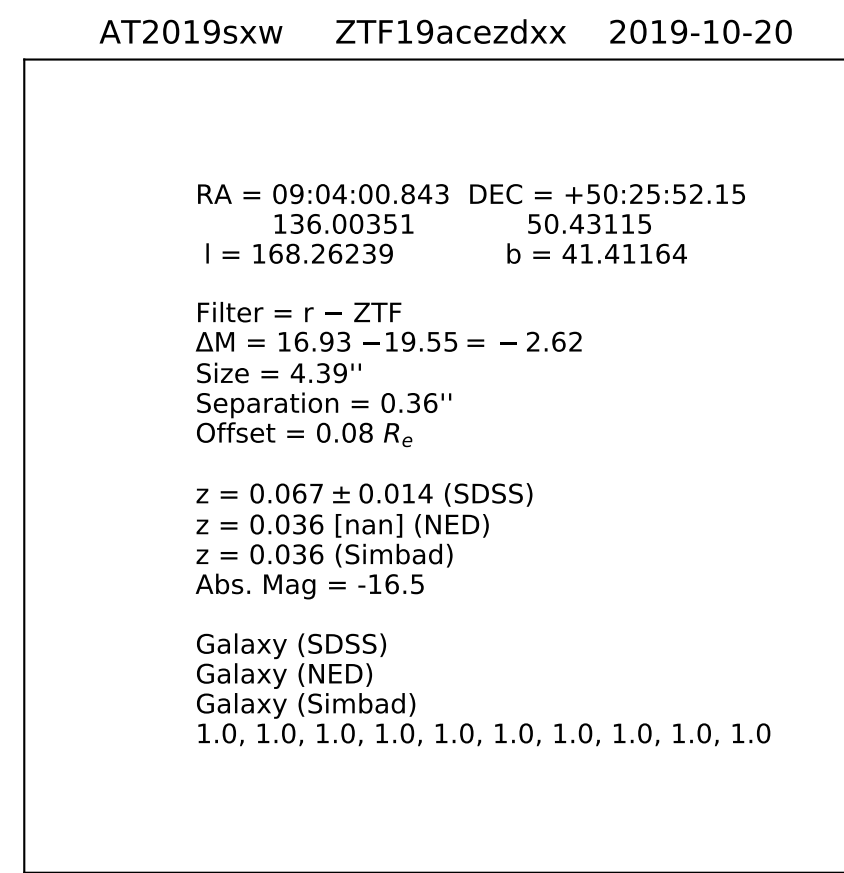 AT2019sxw ZTF19acezdxx 2019-10-20
RA = 09:04:00.843 DEC = +50:25:52.15
136.00351 50.43115
l = 168.26239 b = 41.41164
Filter = r − ZTF
ΔM = 16.93 −19.55 = − 2.62
Size = 4.39''
Separation = 0.36''
Offset = 0.08 Re
z = 0.067 ± 0.014 (SDSS)
z = 0.036 [nan] (NED)
z = 0.036 (Simbad)
Abs. Mag = -16.5
Galaxy (SDSS)
Galaxy (NED)
Galaxy (Simbad)
1.0, 1.0, 1.0, 1.0, 1.0, 1.0, 1.0, 1.0, 1.0, 1.0